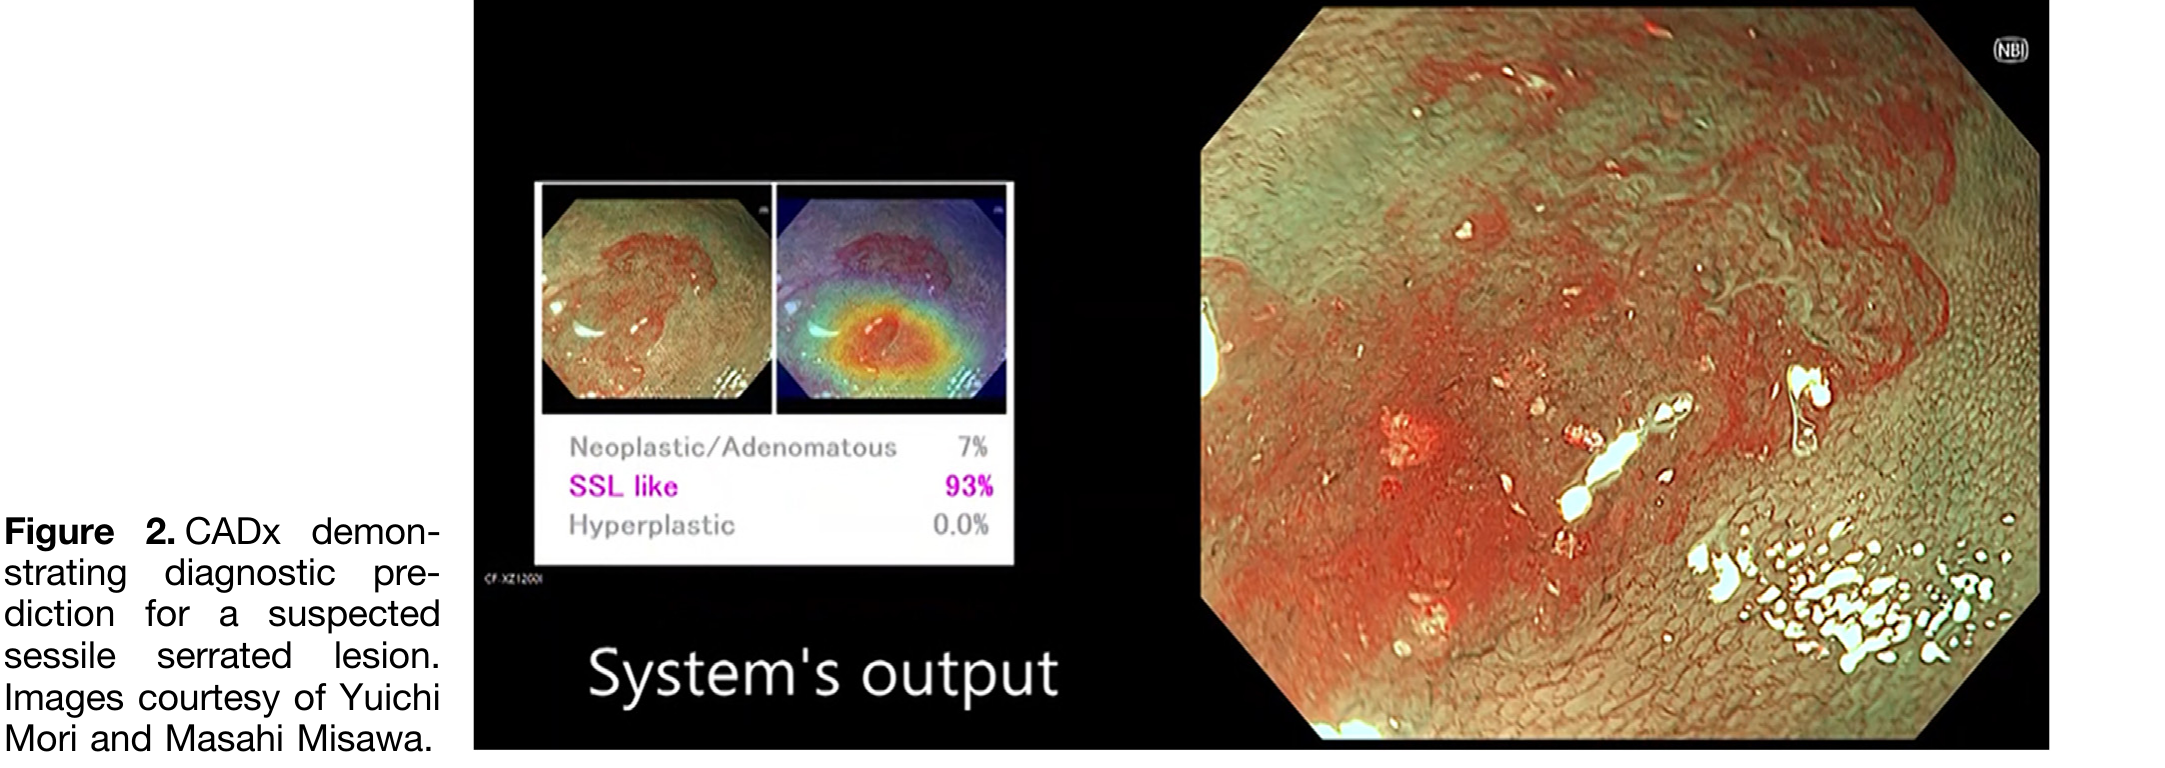 Figure 2. CADx demon-
strating diagnostic pre-
diction for a suspected
sessile serrated lesion.
Images courtesy of Yuichi
Mori and Masahi Misawa.
Neoplastic/Adenomatous 7%
SSL like 93%
Hyperplastic 0.0%
CF-XZ1200I
System's output
NBI